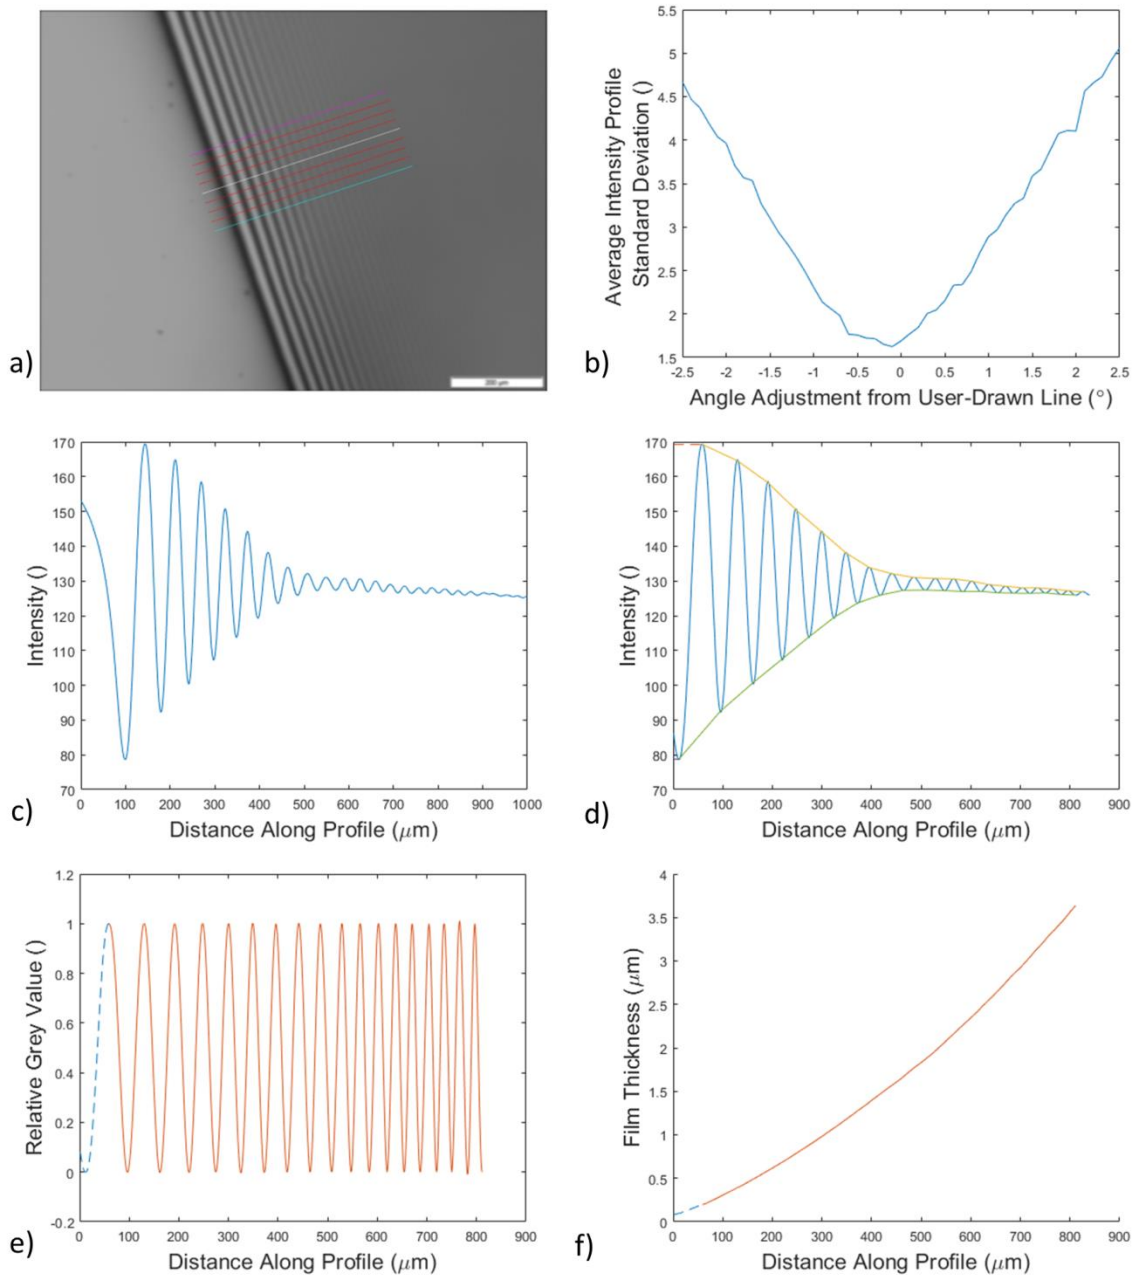 a)
200 µm
b)
Average Intensity Profile
Standard Deviation ()
5.5
5
4.5
4
3.5
3
2.5
2
1.5
-2.5 -2 -1.5 -1 -0.5 0 0.5 1 1.5 2 2.5
Angle Adjustment from User-Drawn Line (°)
c)
Intensity ()
170
160
150
140
130
120
110
100
90
80
70
0 100 200 300 400 500 600 700 800 900 1000
Distance Along Profile (μm)
d)
Intensity ()
170
160
150
140
130
120
110
100
90
80
70
0 100 200 300 400 500 600 700 800 900
Distance Along Profile (μm)
e)
Relative Grey Value ()
1.2
1
0.8
0.6
0.4
0.2
0
-0.2
0 100 200 300 400 500 600 700 800 900
Distance Along Profile (μm)
f)
Film Thickness (μm)
4
3.5
3
2.5
2
1.5
1
0.5
0
0 100 200 300 400 500 600 700 800 900
Distance Along Profile (μm)